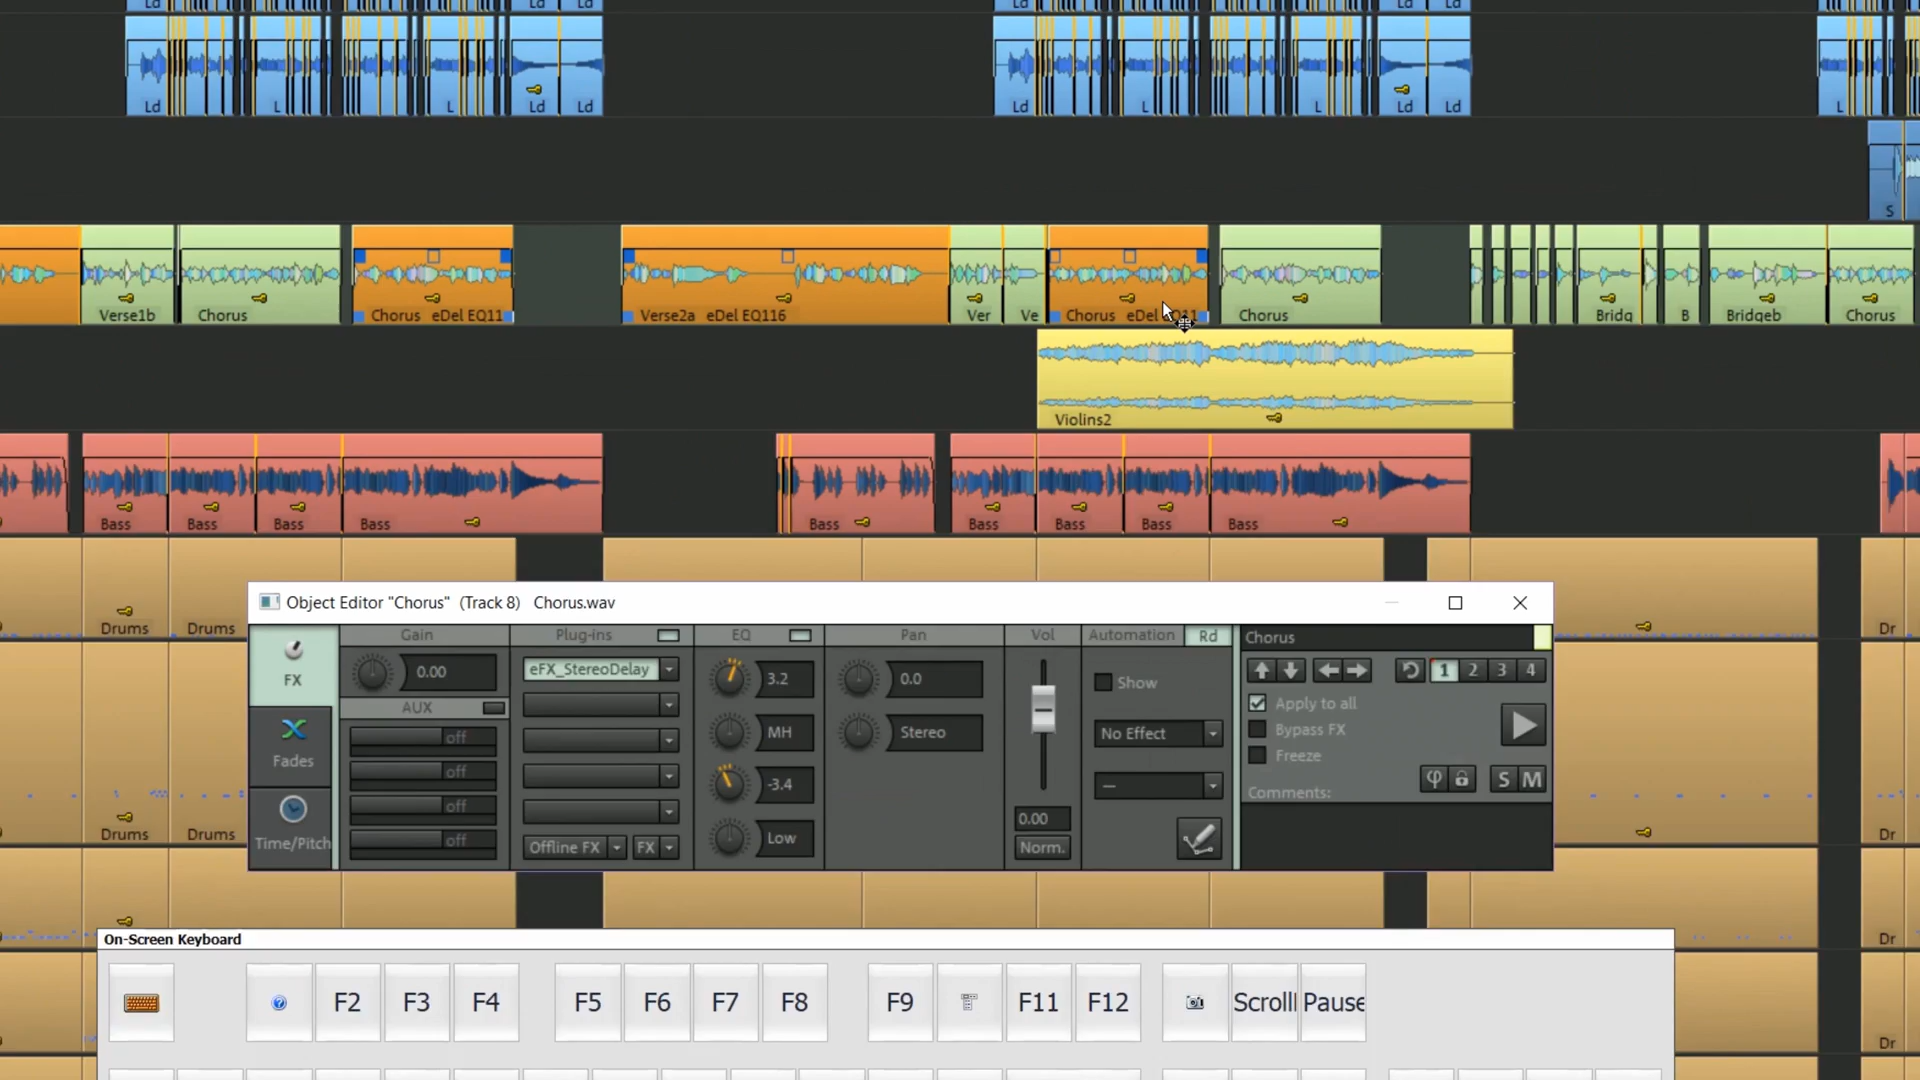 Ld Ld Ld Ld
Ld L L Ld Ld Ld L L Ld Ld L
S
Verse1b Chorus Chorus eDel EQ11 Verse2a eDel EQ116 Ver Ve Chorus eDel EQ11 Chorus Bridg B Bridgeb Chorus
Violins2
Bass Bass Bass Bass Bass Bass Bass Bass Bass
Drums Drums Dr
Object Editor "Chorus" (Track 8) Chorus.wav
Gain Plug-ins EQ Pan Vol Automation Rd Chorus
FX 0.00 eFX_StereoDelay 3.2 0.0 Show 1 2 3 4
AUX Apply to all
off MH Stereo No Effect Bypass FX
Fades off -3.4 — Freeze
off Comments: S M
Time/Pitch off Offline FX FX Low 0.00
Norm.
Drums Drums Dr
Dr
On-Screen Keyboard
F2 F3 F4 F5 F6 F7 F8 F9 F11 F12 Scroll Pause
Dr